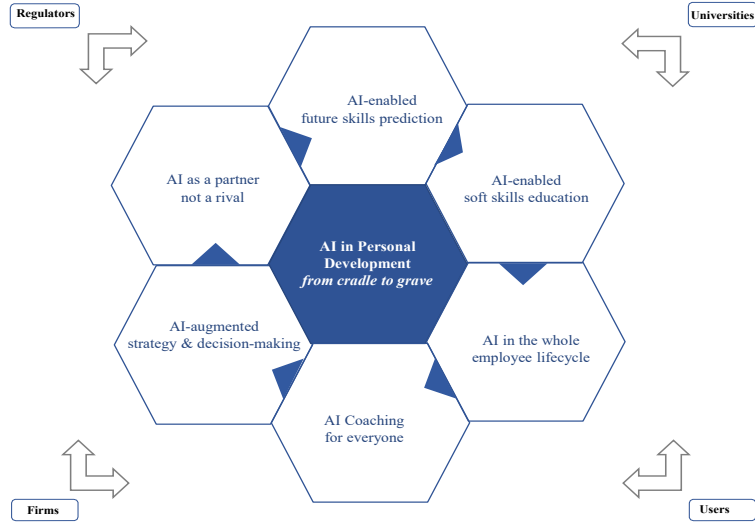 Regulators
Universities
AI-enabled
future skills prediction
AI as a partner
not a rival
AI-enabled
soft skills education
AI in Personal
Development
from cradle to grave
AI-augmented
strategy & decision-making
AI in the whole
employee lifecycle
AI Coaching
for everyone
Firms
Users